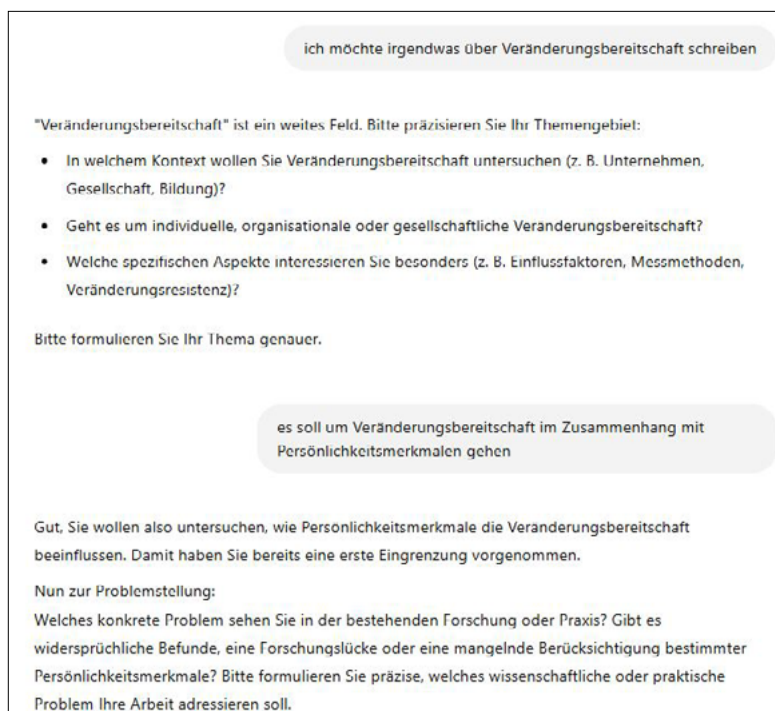 ich möchte irgendwas über Veränderungsbereitschaft schreiben
"Veränderungsbereitschaft" ist ein weites Feld. Bitte präzisieren Sie Ihr Themengebiet:
• In welchem Kontext wollen Sie Veränderungsbereitschaft untersuchen (z. B. Unternehmen,
Gesellschaft, Bildung)?
• Geht es um individuelle, organisationale oder gesellschaftliche Veränderungsbereitschaft?
• Welche spezifischen Aspekte interessieren Sie besonders (z. B. Einflussfaktoren, Messmethoden,
Veränderungsresistenz)?
Bitte formulieren Sie Ihr Thema genauer.
es soll um Veränderungsbereitschaft im Zusammenhang mit
Persönlichkeitsmerkmalen gehen
Gut, Sie wollen also untersuchen, wie Persönlichkeitsmerkmale die Veränderungsbereitschaft
beeinflussen. Damit haben Sie bereits eine erste Eingrenzung vorgenommen.
Nun zur Problemstellung:
Welches konkrete Problem sehen Sie in der bestehenden Forschung oder Praxis? Gibt es
widersprüchliche Befunde, eine Forschungslücke oder eine mangelnde Berücksichtigung bestimmter
Persönlichkeitsmerkmale? Bitte formulieren Sie präzise, welches wissenschaftliche oder praktische
Problem Ihre Arbeit adressieren soll.